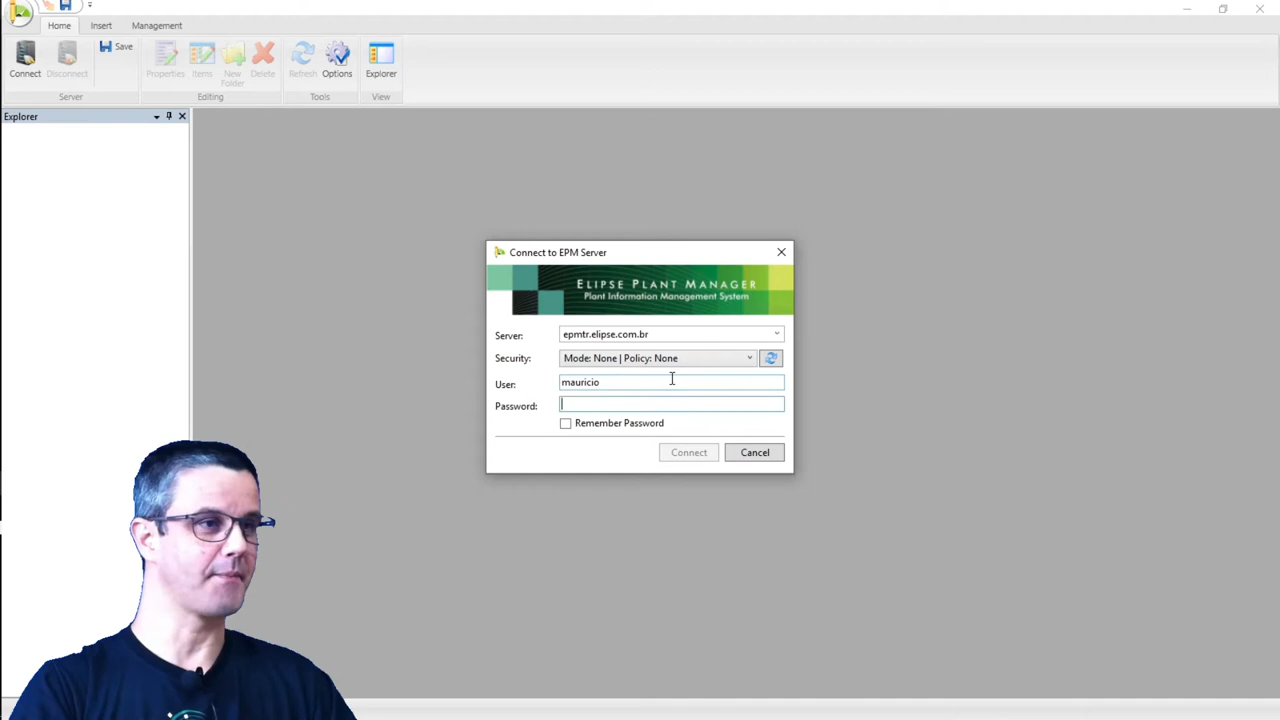 Home Insert Management
Connect Disconnect Save Properties Items New Folder Delete Refresh Options Explorer
Server Editing Tools View
Explorer
Connect to EPM Server
ELIPSE PLANT MANAGER
Plant Information Management System
Server: epmtr.elipse.com.br
Security: Mode: None | Policy: None
User: mauricio
Password:
Remember Password
Connect Cancel